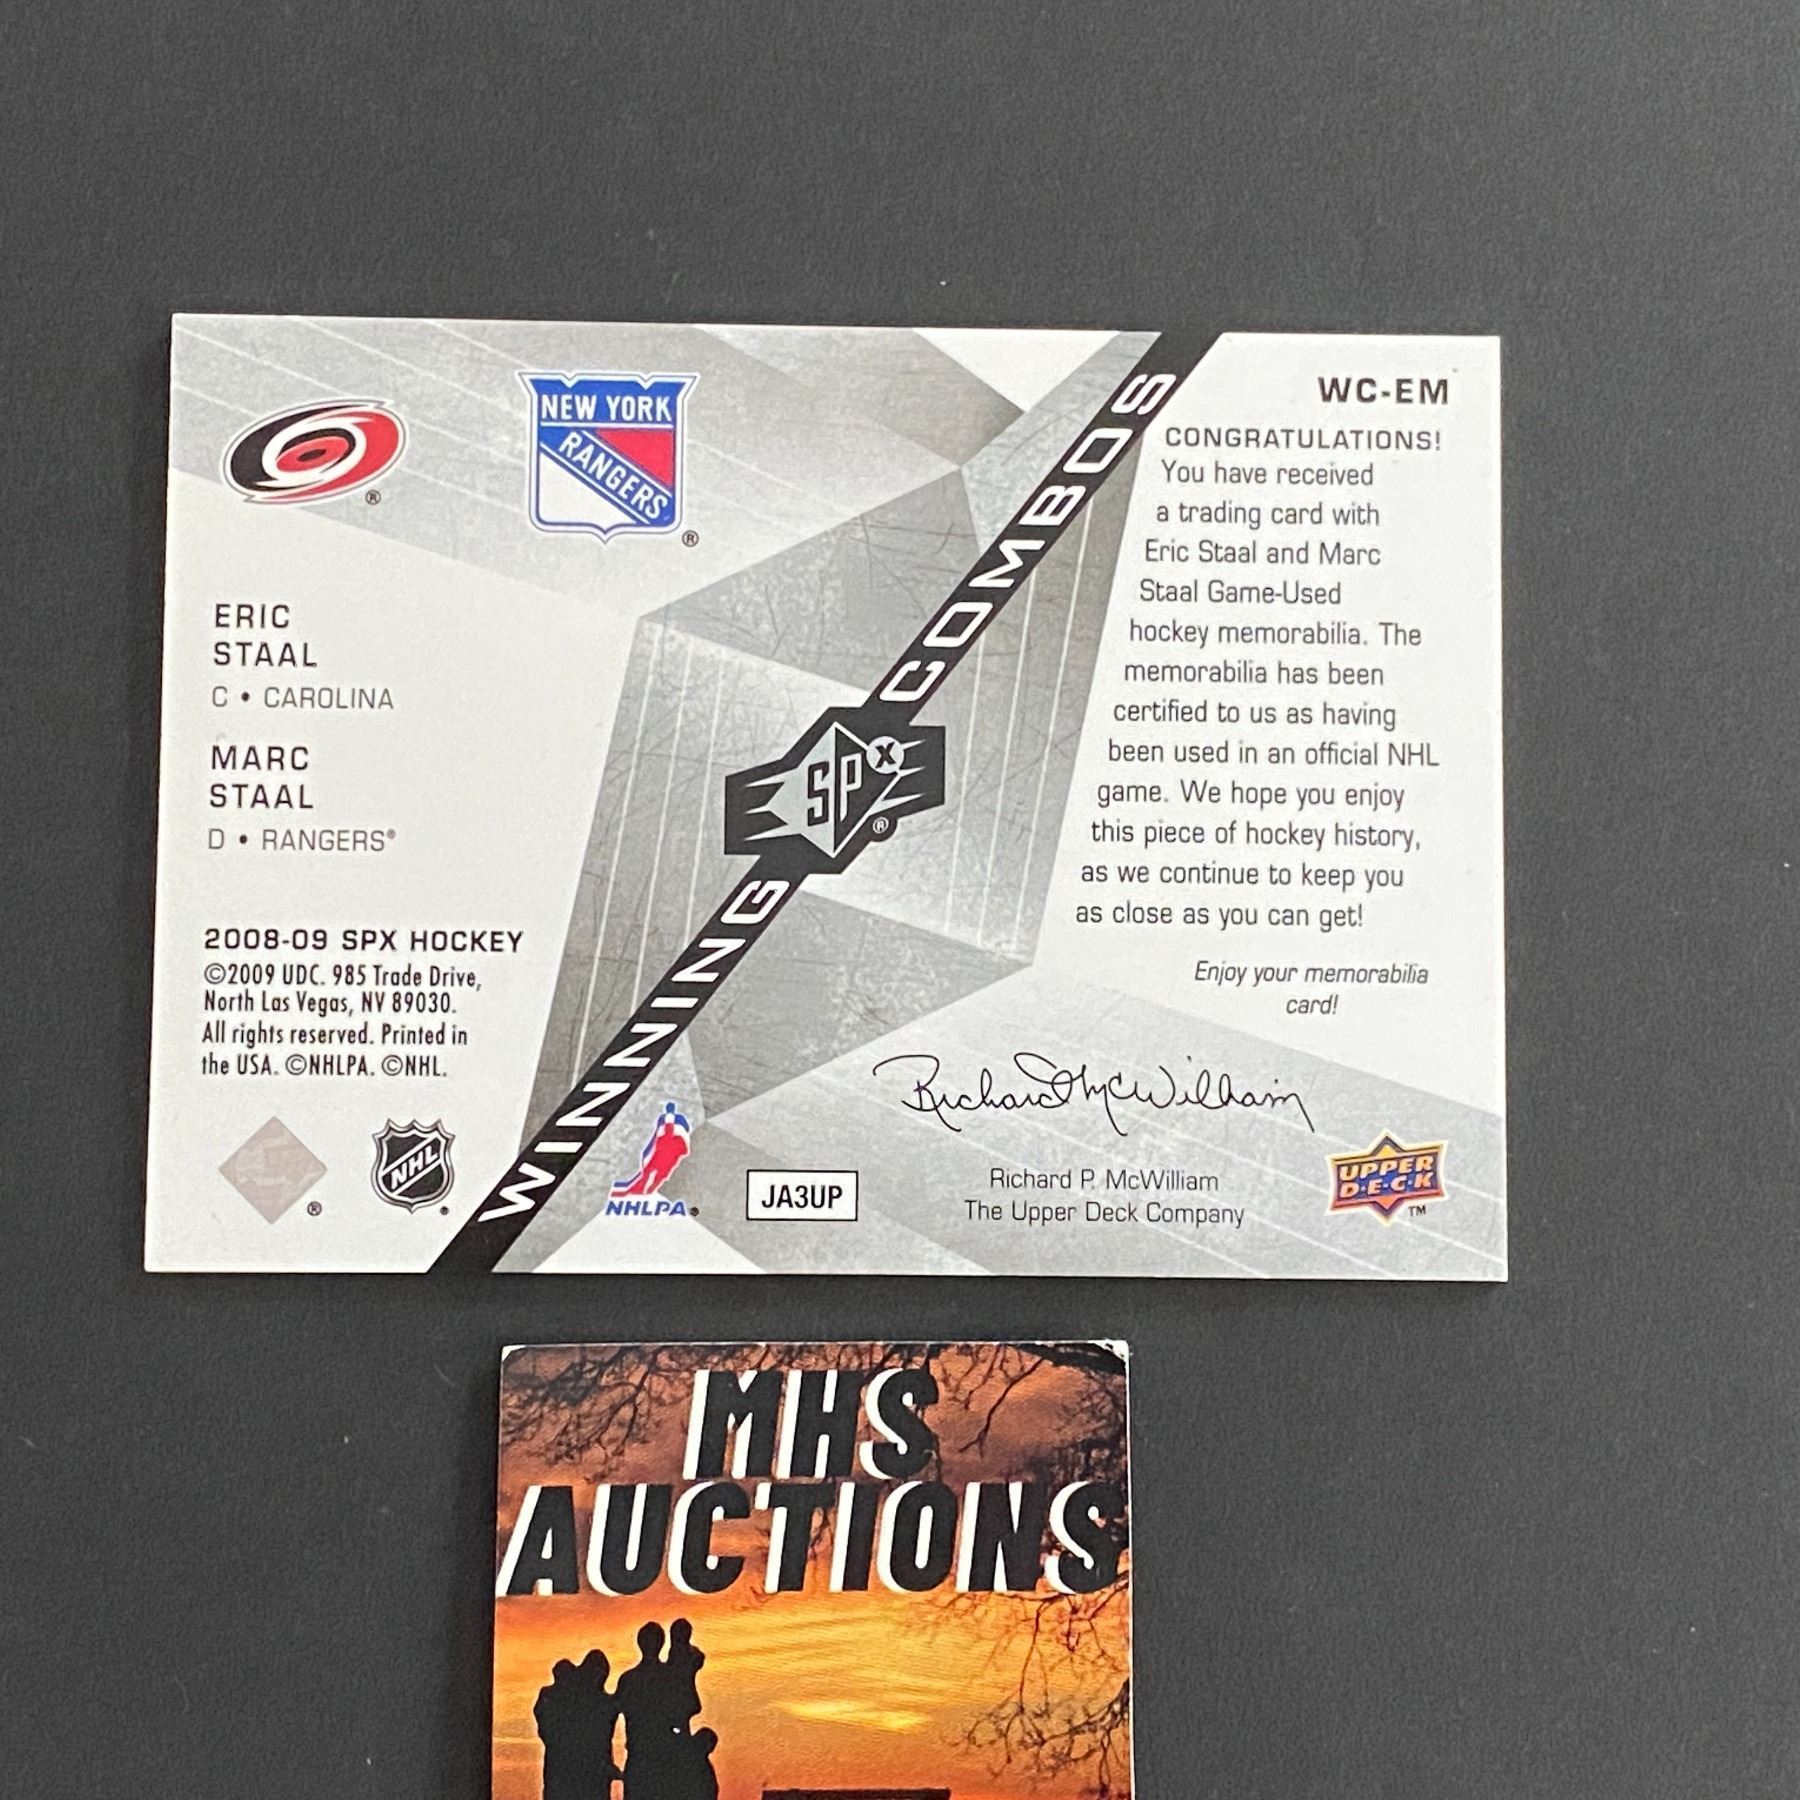 NEW YORK
RANGERS
®
®
ERIC
STAAL
C • CAROLINA
MARC
STAAL
D • RANGERS®
2008-09 SPX HOCKEY
©2009 UDC. 985 Trade Drive,
North Las Vegas, NV 89030.
All rights reserved. Printed in
the USA. ©NHLPA. ©NHL.
®
NHL
WINNING COMBOS
SPX
®
NHLPA
JA3UP
WC-EM
CONGRATULATIONS!
You have received
a trading card with
Eric Staal and Marc
Staal Game-Used
hockey memorabilia. The
memorabilia has been
certified to us as having
been used in an official NHL
game. We hope you enjoy
this piece of hockey history,
as we continue to keep you
as close as you can get!
Enjoy your memorabilia
card!
Richard P. McWilliam
Richard P. McWilliam
The Upper Deck Company
UPPER
DECK
TM
MHS
AUCTIONS